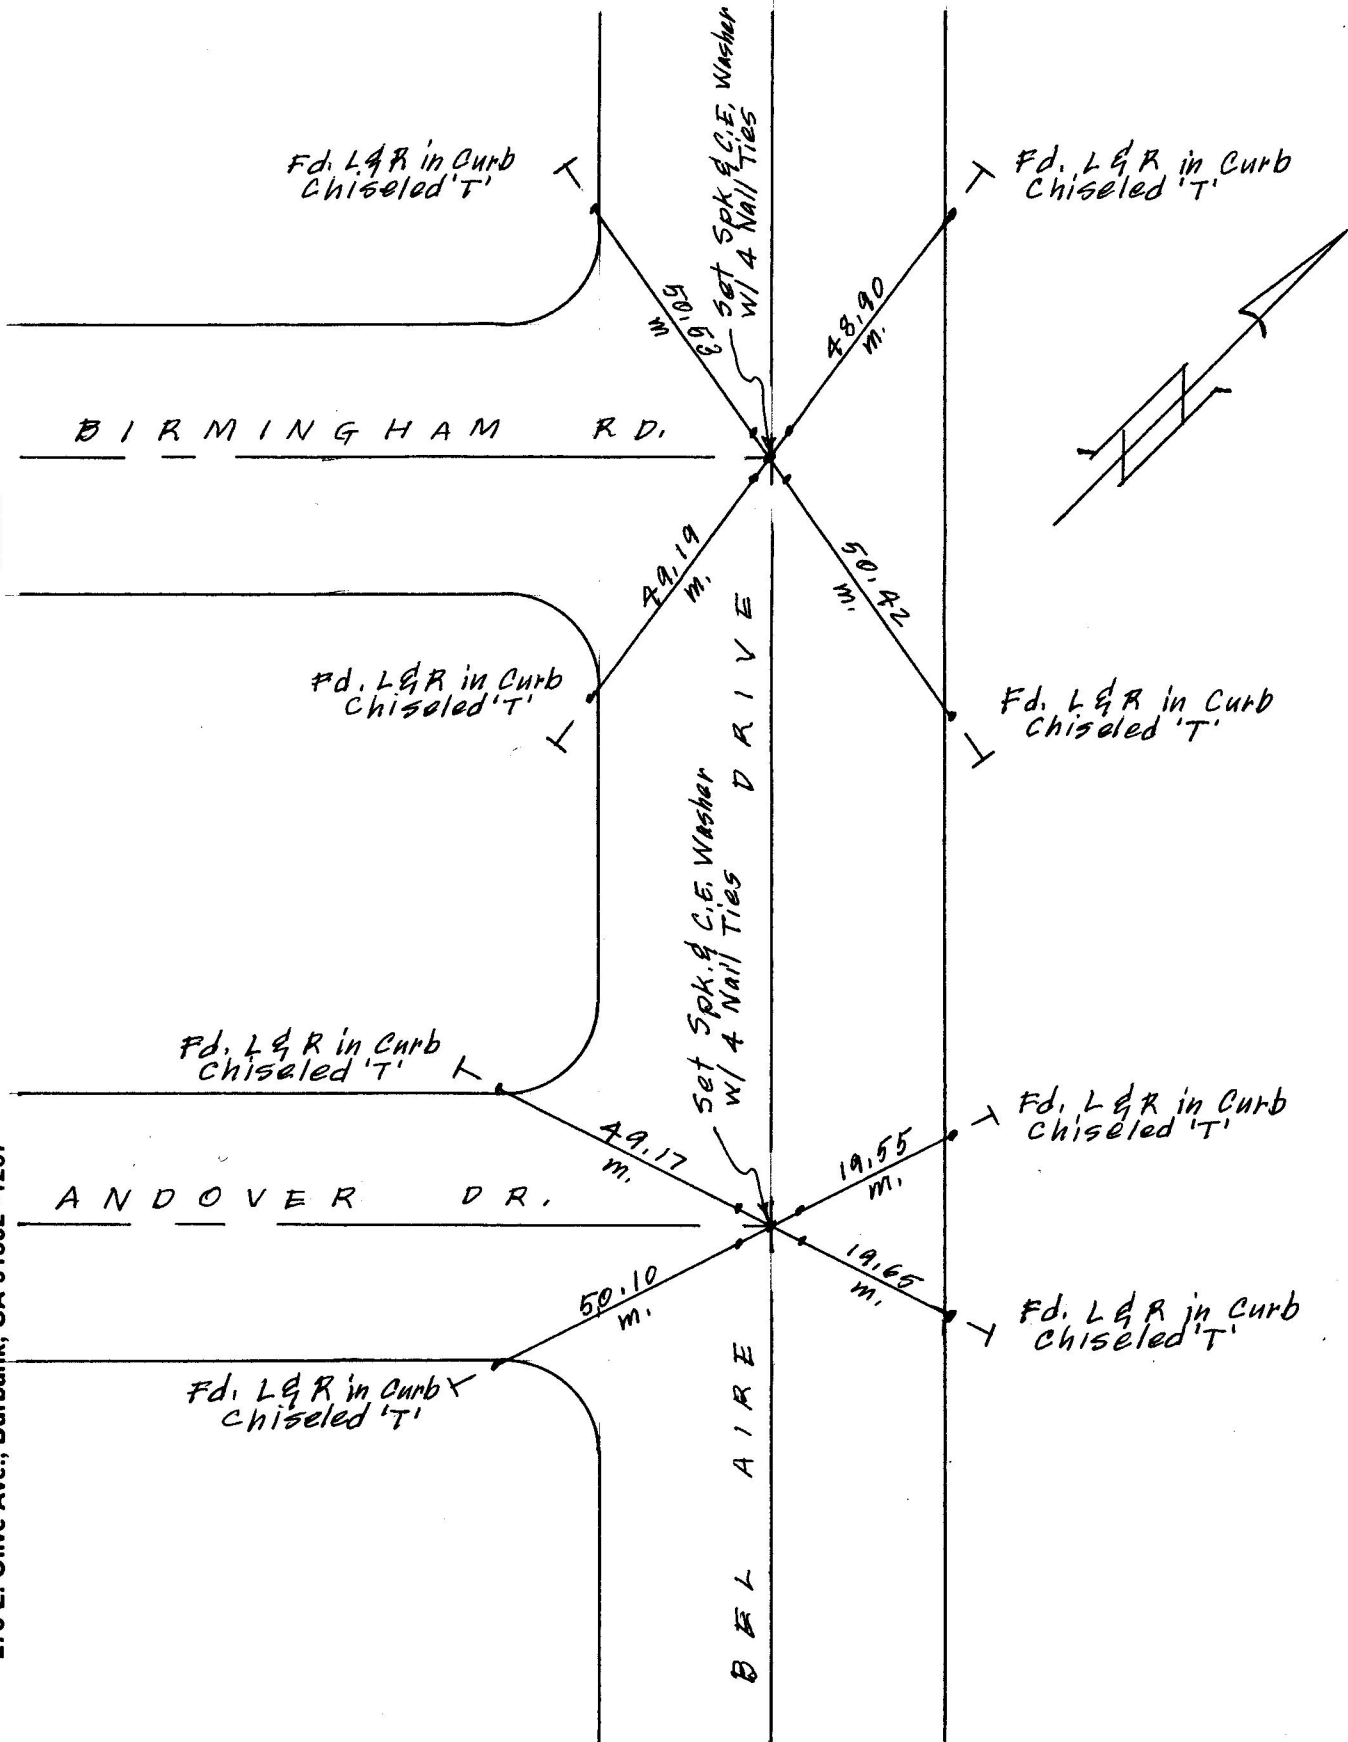 Set Spk & C.E. Washer
w/ 4 Nail Ties
Fd. L & R in Curb
Chiseled 'T'
Fd. L & R in Curb
Chiseled 'T'
50.53
m
48.90
m.
BIRMINGHAM RD.
49.19
m.
50.42
m.
Fd. L & R in Curb
Chiseled 'T'
Fd. L & R in Curb
Chiseled 'T'
Set Spk. & C.E. Washer
w/ 4 Nail Ties
Fd. L & R in Curb
Chiseled 'T'
Fd. L & R in Curb
Chiseled 'T'
49.17
m.
19.55
m.
ANDOVER DR.
50.10
m.
19.65
m.
Fd. L & R in Curb
Chiseled 'T'
Fd. L & R in Curb
Chiseled 'T'
BEL AIRE DRIVE
N